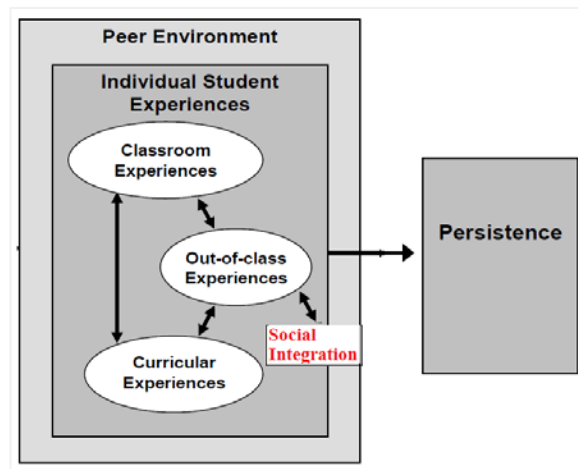 Peer Environment
Individual Student
Experiences
Classroom
Experiences
Out-of-class
Experiences
Social
Integration
Curricular
Experiences
Persistence